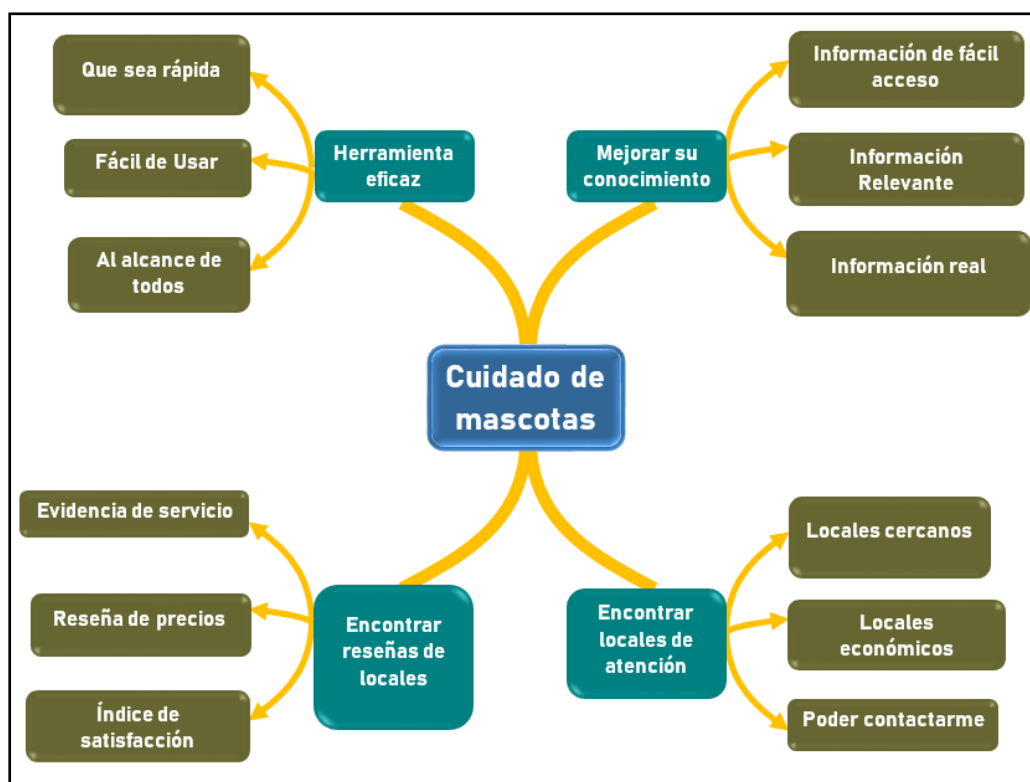 Que sea rápida
Fácil de Usar
Al alcance de
todos
Herramienta
eficaz
Mejorar su
conocimiento
Información de fácil
acceso
Información
Relevante
Información real
Cuidado de
mascotas
Evidencia de servicio
Reseña de precios
Índice de
satisfacción
Encontrar
reseñas de
locales
Encontrar
locales de
atención
Locales cercanos
Locales
económicos
Poder contactarme